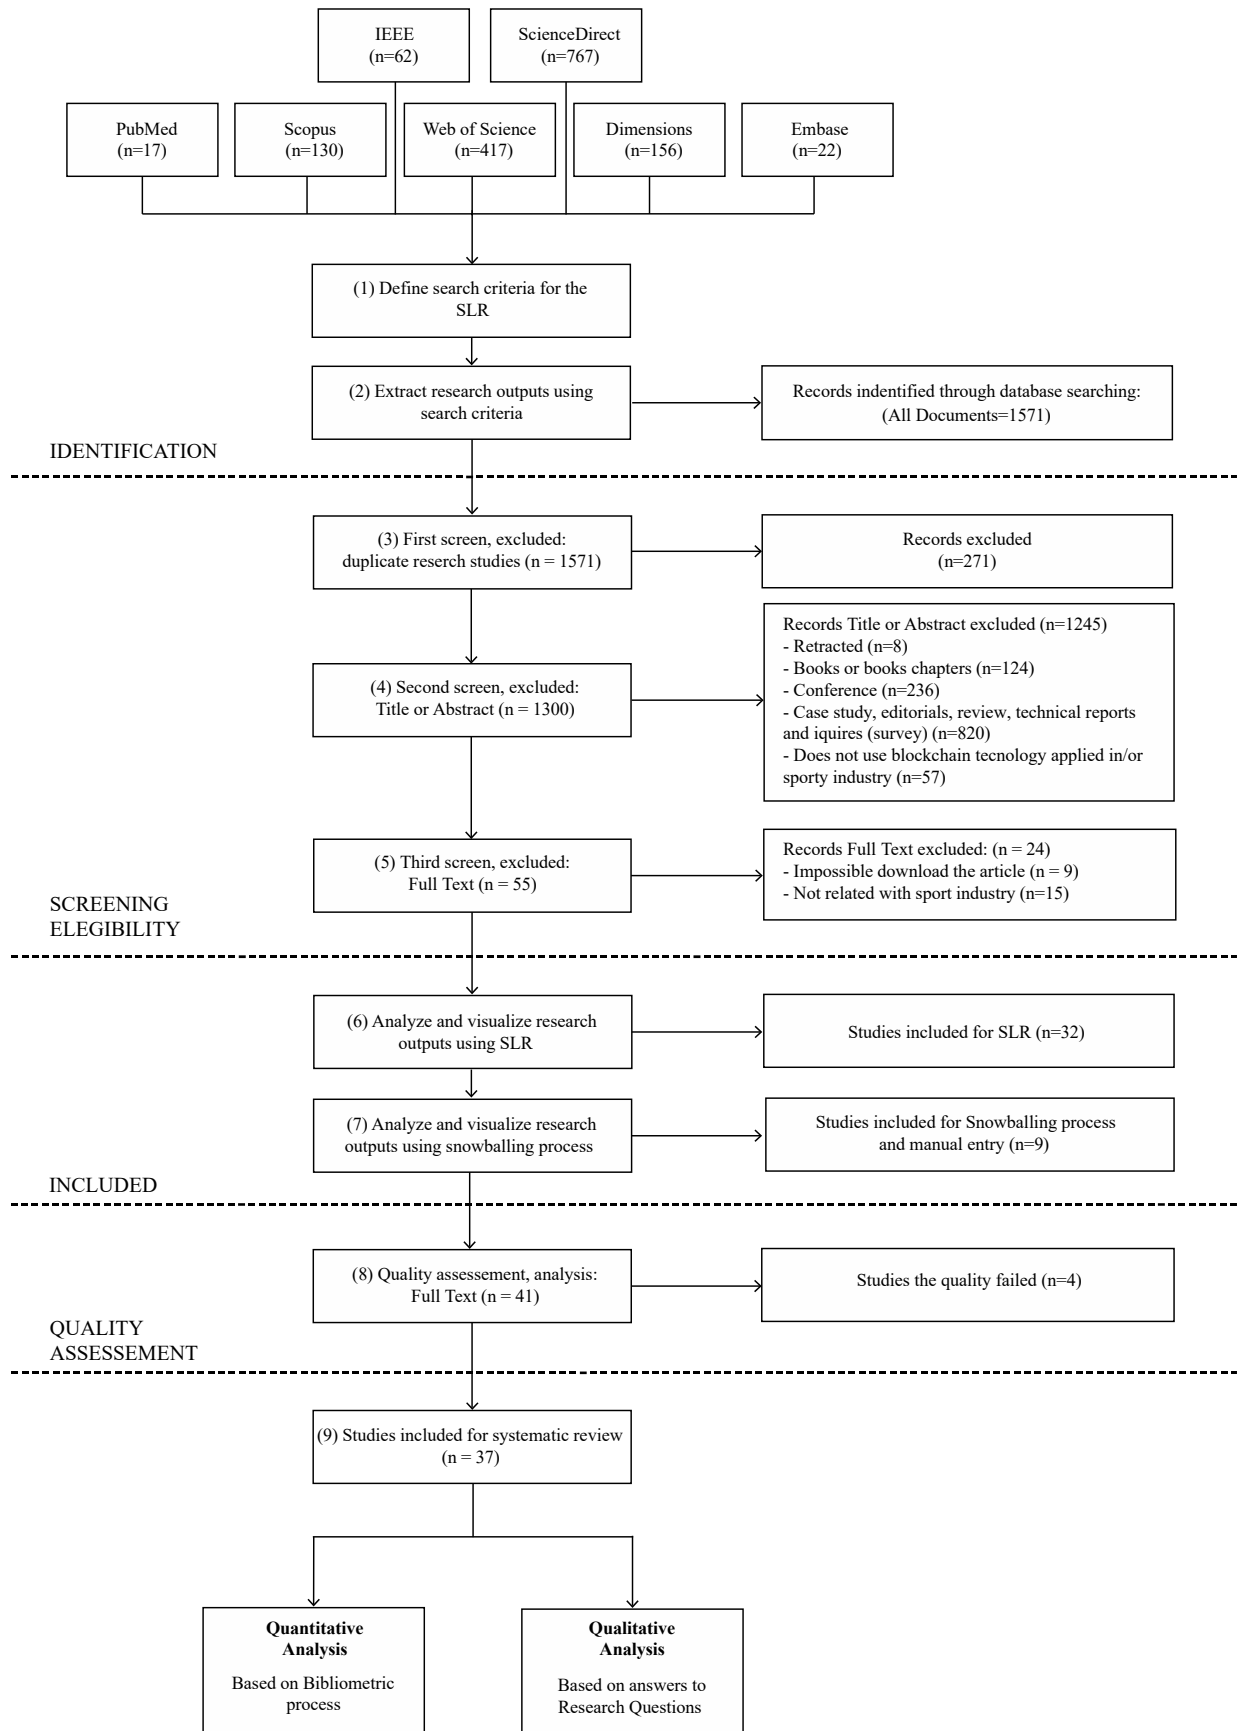 IEEE
(n=62)
ScienceDirect
(n=767)
PubMed
(n=17)
Scopus
(n=130)
Web of Science
(n=417)
Dimensions
(n=156)
Embase
(n=22)
(1) Define search criteria for the
SLR
(2) Extract research outputs using
search criteria
Records indentified through database searching:
(All Documents=1571)
IDENTIFICATION
(3) First screen, excluded:
duplicate reserch studies (n = 1571)
Records excluded
(n=271)
(4) Second screen, excluded:
Title or Abstract (n = 1300)
Records Title or Abstract excluded (n=1245)
- Retracted (n=8)
- Books or books chapters (n=124)
- Conference (n=236)
- Case study, editorials, review, technical reports
and iquires (survey) (n=820)
- Does not use blockchain tecnology applied in/or
sporty industry (n=57)
(5) Third screen, excluded:
Full Text (n = 55)
Records Full Text excluded: (n = 24)
- Impossible download the article (n = 9)
- Not related with sport industry (n=15)
SCREENING
ELEGIBILITY
(6) Analyze and visualize research
outputs using SLR
Studies included for SLR (n=32)
(7) Analyze and visualize research
outputs using snowballing process
Studies included for Snowballing process
and manual entry (n=9)
INCLUDED
(8) Quality assessement, analysis:
Full Text (n = 41)
Studies the quality failed (n=4)
QUALITY
ASSESSEMENT
(9) Studies included for systematic review
(n = 37)
Quantitative
Analysis
Based on Bibliometric
process
Qualitative
Analysis
Based on answers to
Research Questions